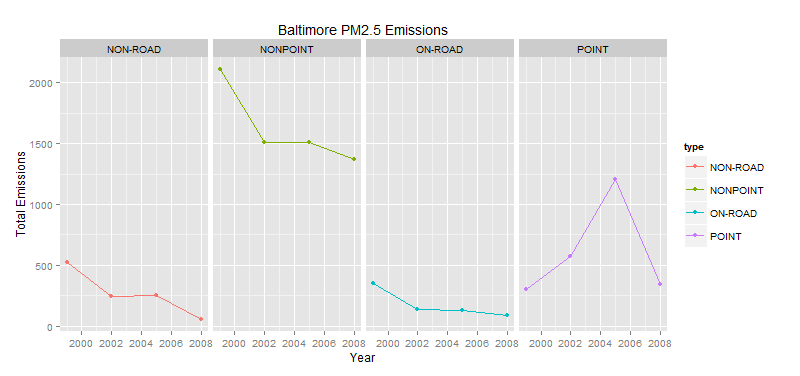 Baltimore PM2.5 Emissions
NON-ROAD NONPOINT ON-ROAD POINT
2000
1500
1000
500
0
Total Emissions
2000 2002 2004 2006 2008 2000 2002 2004 2006 2008 2000 2002 2004 2006 2008 2000 2002 2004 2006 2008
Year
type
NON-ROAD
NONPOINT
ON-ROAD
POINT